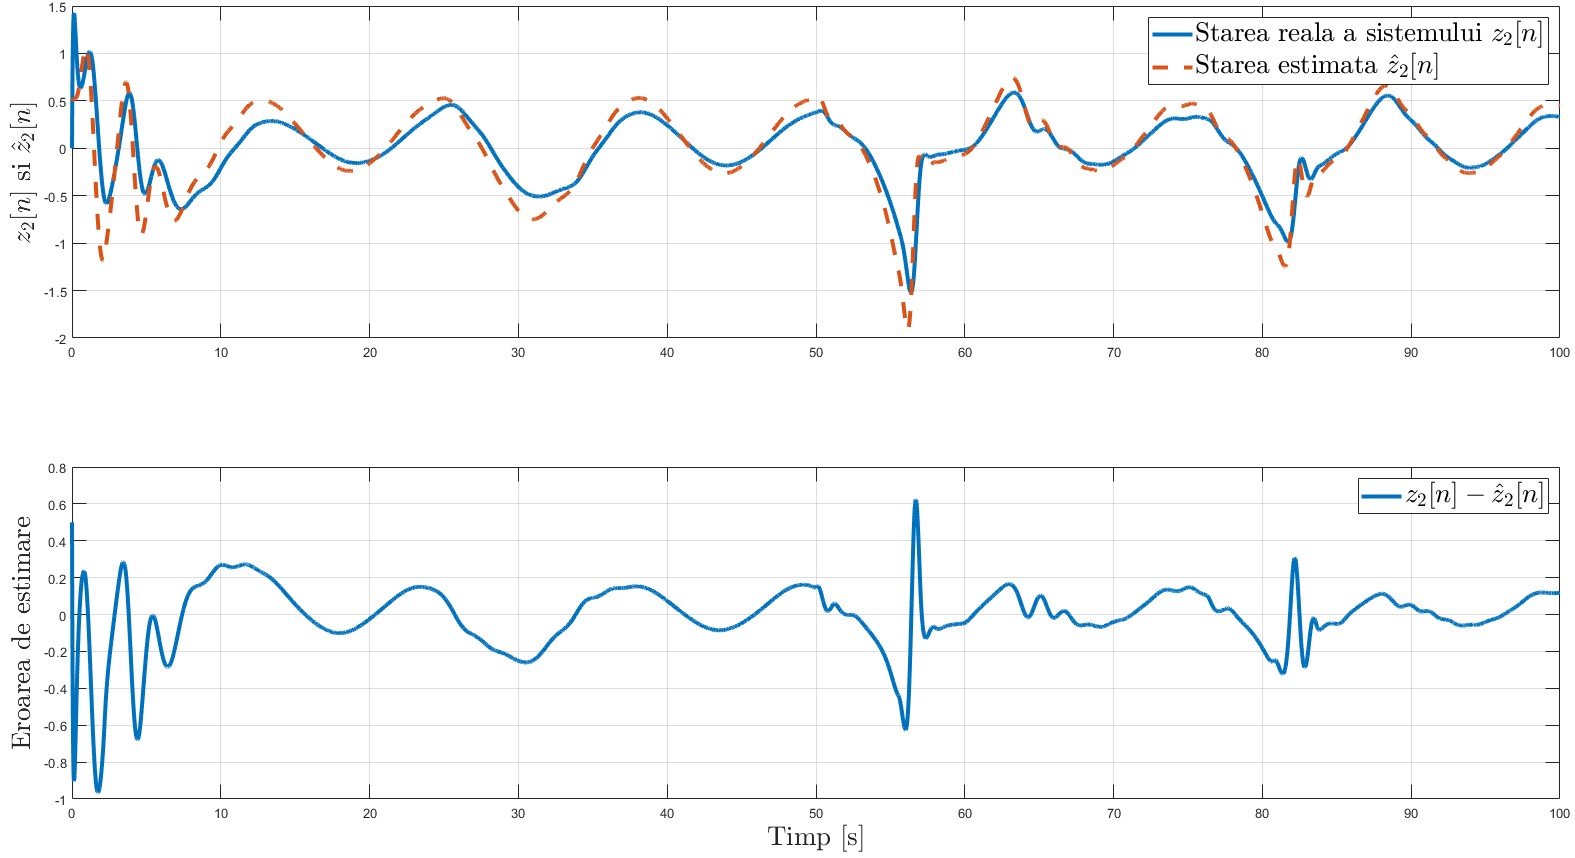 1.5
1
0.5
0
-0.5
-1
-1.5
-2
z₂[n] si ẑ₂[n]
Starea reala a sistemului z₂[n]
Starea estimata ẑ₂[n]
0 10 20 30 40 50 60 70 80 90 100
0.8
0.6
0.4
0.2
0
-0.2
-0.4
-0.6
-0.8
-1
Eroarea de estimare
z₂[n] − ẑ₂[n]
0 10 20 30 40 50 60 70 80 90 100
Timp [s]